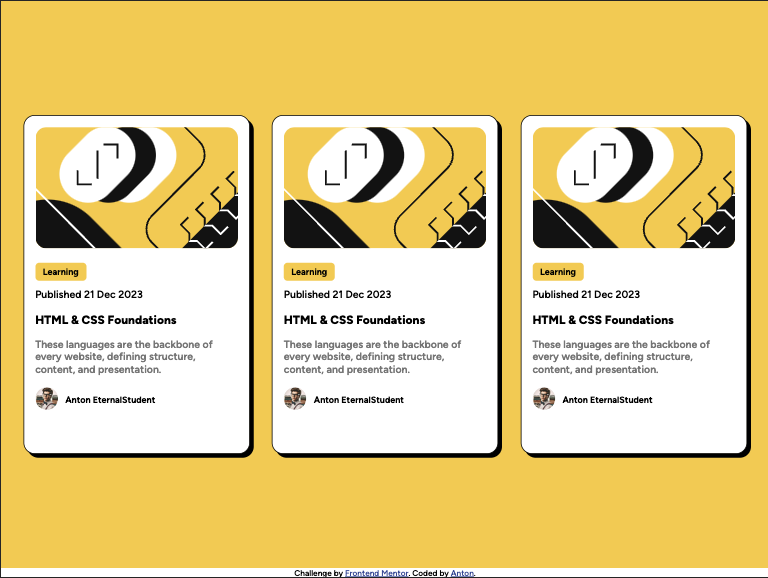 Learning
Published 21 Dec 2023
HTML & CSS Foundations
These languages are the backbone of
every website, defining structure,
content, and presentation.
Anton EternalStudent
Learning
Published 21 Dec 2023
HTML & CSS Foundations
These languages are the backbone of
every website, defining structure,
content, and presentation.
Anton EternalStudent
Learning
Published 21 Dec 2023
HTML & CSS Foundations
These languages are the backbone of
every website, defining structure,
content, and presentation.
Anton EternalStudent
Challenge by Frontend Mentor. Coded by Anton.